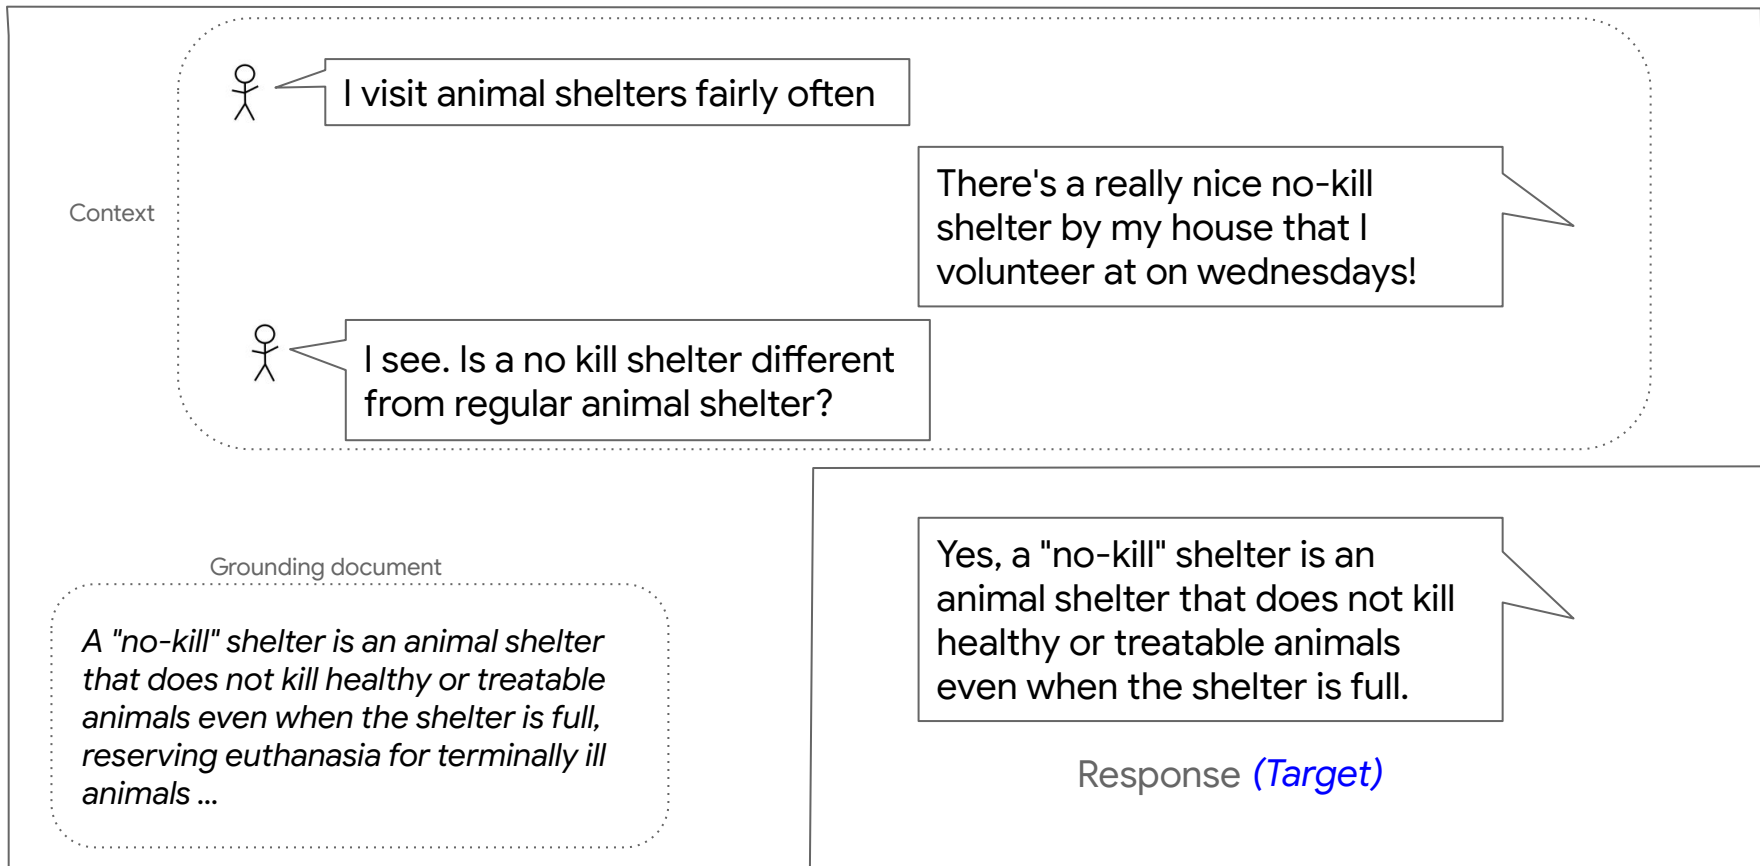 I visit animal shelters fairly often
There's a really nice no-kill
shelter by my house that I
volunteer at on wednesdays!
Context
I see. Is a no kill shelter different
from regular animal shelter?
Grounding document
A "no-kill" shelter is an animal shelter
that does not kill healthy or treatable
animals even when the shelter is full,
reserving euthanasia for terminally ill
animals ...
Yes, a "no-kill" shelter is an
animal shelter that does not kill
healthy or treatable animals
even when the shelter is full.
Response (Target)